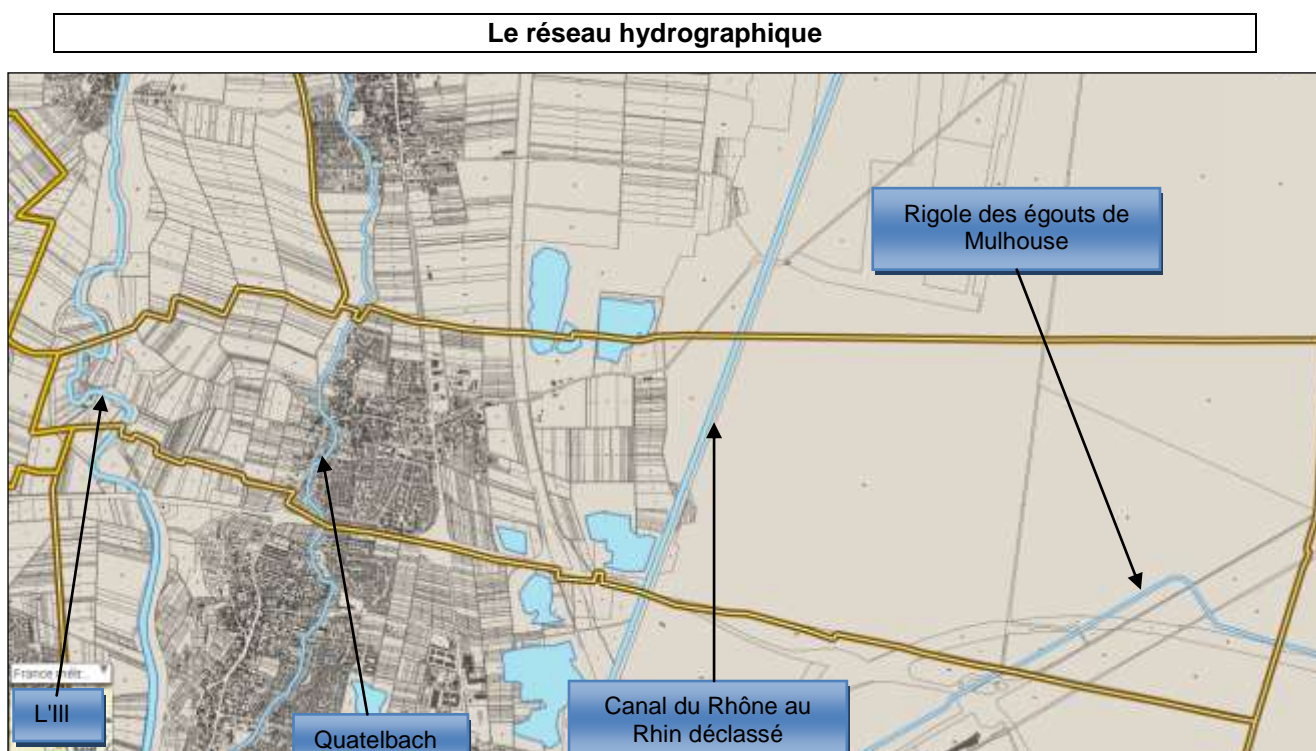 Le réseau hydrographique
Rigole des égouts de
Mulhouse
L'Ill
Quatelbach
Canal du Rhône au
Rhin déclassé